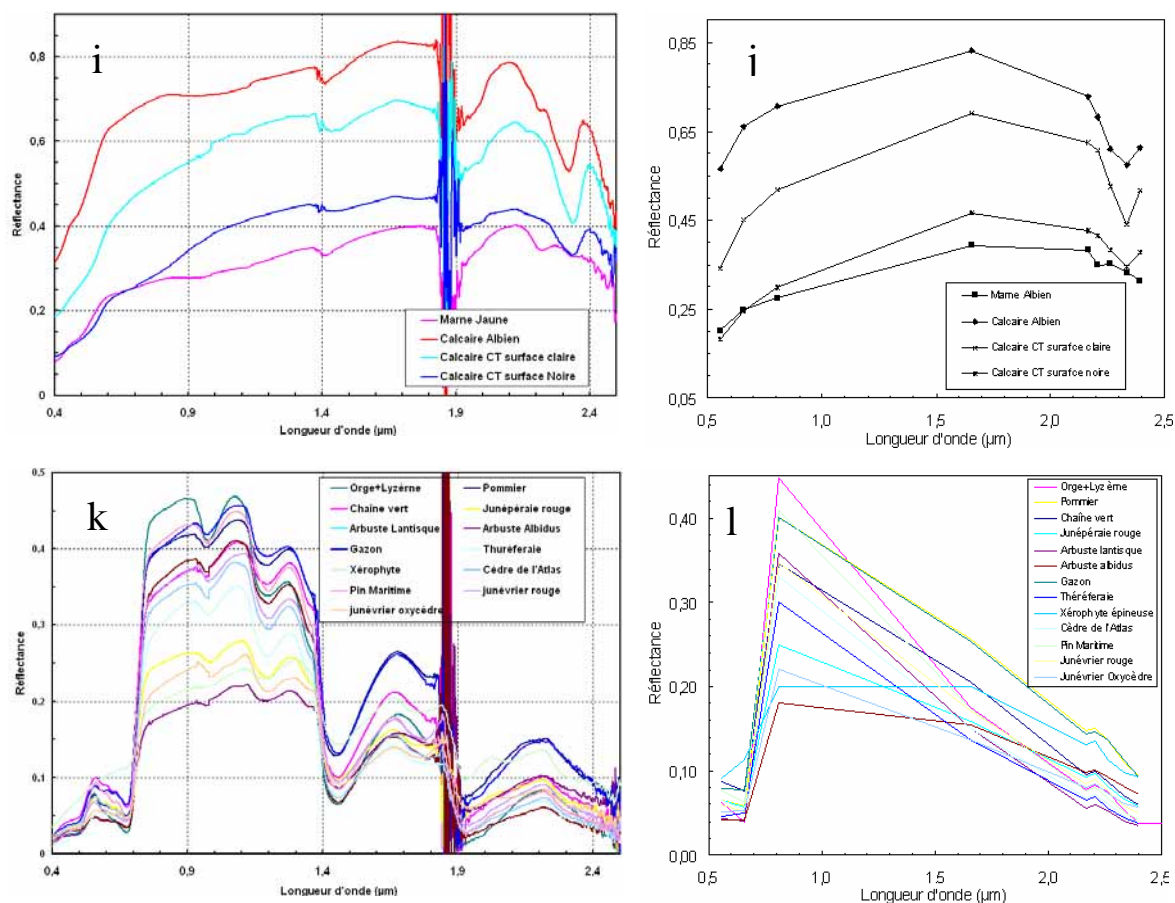 i
Réflectance
0,8
0,6
0,4
0,2
0
0,4
0,9
1,4
1,9
2,4
Longueur d'onde (µm)
Marne Jaune
Calcaire Albien
Calcaire CT surface claire
Calcaire CT surface Noire
j
Réflectance
0,85
0,65
0,45
0,25
0,05
0,5
1,0
1,5
2,0
2,5
Longueur d'onde (µm)
Marne Albien
Calcaire Albien
Calcaire CT surafce claire
Calcaire CT surafce noire
k
Réflectance
0,5
0,4
0,3
0,2
0,1
0
0,4
0,9
1,4
1,9
2,4
Longueur d'onde (µm)
Orge+Lyzèrne
Pommier
Chaîne vert
Junépéraie rouge
Arbuste Lantisque
Arbuste Albidus
Gazon
Thuréferaie
Xérophyte
Cèdre de l'Atlas
Pin Maritime
junévrier rouge
junévrier oxycèdre
l
Réflectance
0,40
0,30
0,20
0,10
0,00
0,5
1,0
1,5
2,0
2,5
Longueur d'onde (µm)
Orge+Lyzèrne
Pommier
Chaîne vert
Junépéraie rouge
Arbuste lantisque
Arbuste albidus
Gazon
Théréferaie
Xérophyte épineuse
Cèdre de l'Atlas
Pin Maritime
Junévrier rouge
Junévrier Oxycèdre